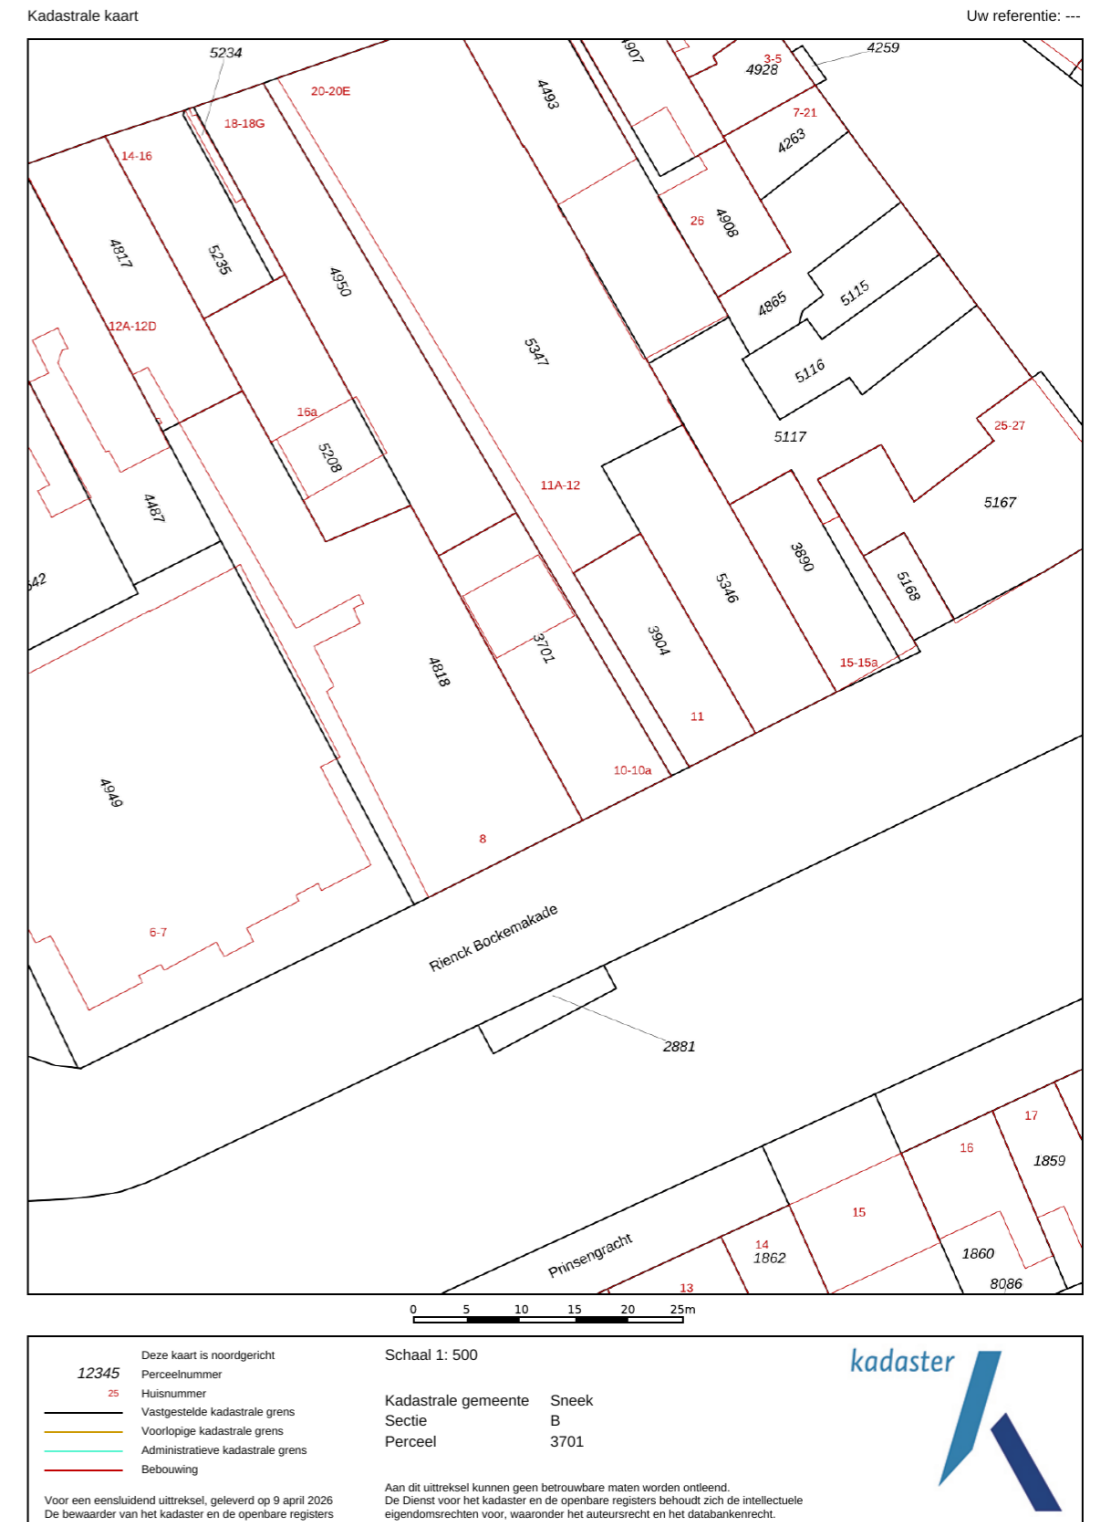 Kadastrale kaart
Uw referentie: ---
5234
4259
4907
3-5
4928
20-20E
4493
18-18G
7-21
4263
14-16
26
4908
4817
5235
4950
4865
5115
12A-12D
5347
5116
16a
5117
25-27
5208
11A-12
5167
4487
3890
5168
5346
3904
4818
3701
15-15a
11
10-10a
4949
8
6-7
Rienck Bockemakade
2881
17
16
1859
15
Prinsengracht
14
1862
1860
13
8086
0 5 10 15 20 25m
Deze kaart is noordgericht
12345 Perceelnummer
25 Huisnummer
Vastgestelde kadastrale grens
Voorlopige kadastrale grens
Administratieve kadastrale grens
Bebouwing
Voor een eensluidend uittreksel, geleverd op 9 april 2026
De bewaarder van het kadaster en de openbare registers
Schaal 1: 500
Kadastrale gemeente Sneek
Sectie B
Perceel 3701
Aan dit uittreksel kunnen geen betrouwbare maten worden ontleend.
De Dienst voor het kadaster en de openbare registers behoudt zich de intellectuele
eigendomsrechten voor, waaronder het auteursrecht en het databankenrecht.
kadaster